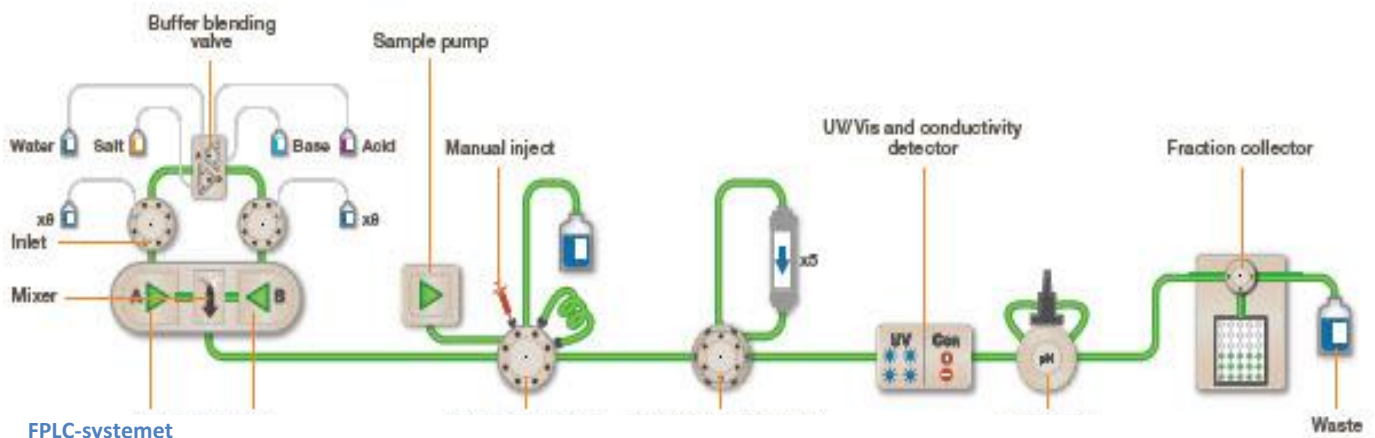 Buffer blending
valve
Sample pump
Water
Salt
Base
Acid
Manual inject
UV/Vis and conductivity
detector
Fraction collector
x8
x8
Inlet
x5
Mixer
A
B
UV
Con
pH
Waste
FPLC-systemet